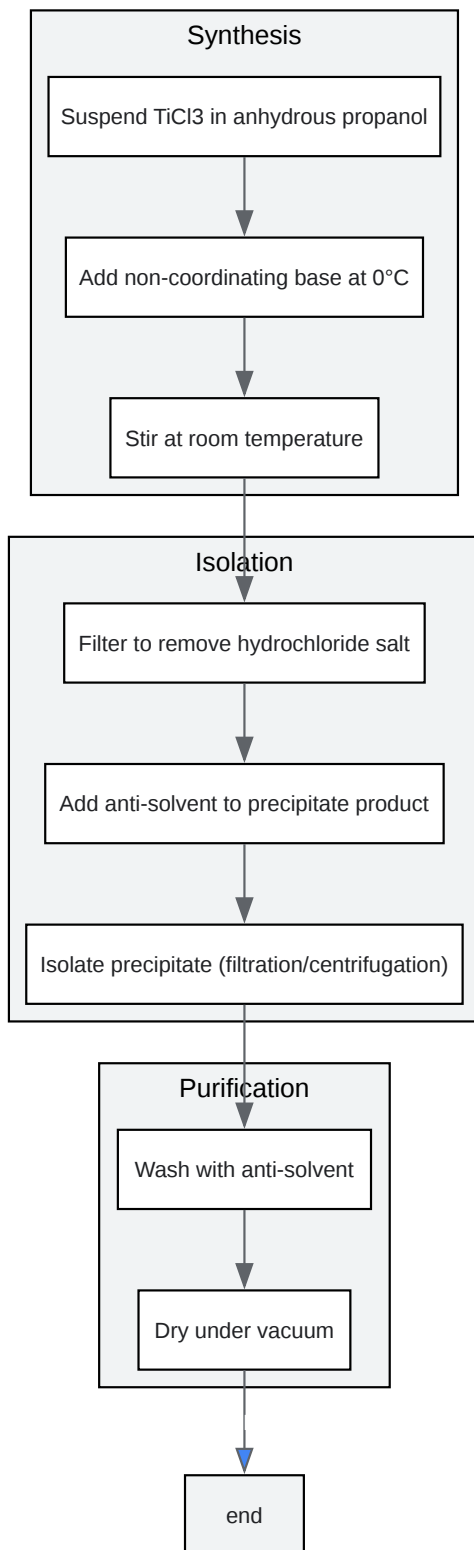 Synthesis
Suspend TiCl3 in anhydrous propanol
Add non-coordinating base at 0°C
Stir at room temperature
Isolation
Filter to remove hydrochloride salt
Add anti-solvent to precipitate product
Isolate precipitate (filtration/centrifugation)
Purification
Wash with anti-solvent
Dry under vacuum
end